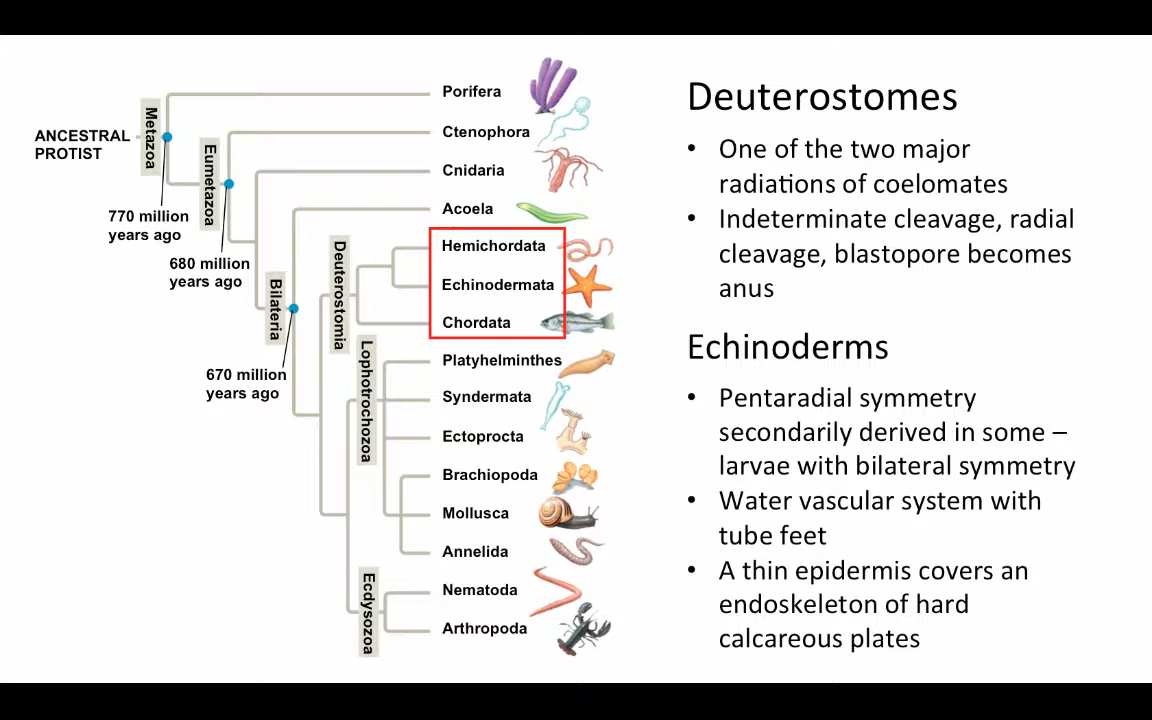 ANCESTRAL
PROTIST
Metazoa
770 million
years ago
Eumetazoa
680 million
years ago
Bilateria
670 million
years ago
Deuterostomia
Lophotrochozoa
Ecdysozoa
Porifera
Ctenophora
Cnidaria
Acoela
Hemichordata
Echinodermata
Chordata
Platyhelminthes
Syndermata
Ectoprocta
Brachiopoda
Mollusca
Annelida
Nematoda
Arthropoda
Deuterostomes
• One of the two major
radiations of coelomates
• Indeterminate cleavage, radial
cleavage, blastopore becomes
anus
Echinoderms
• Pentaradial symmetry
secondarily derived in some –
larvae with bilateral symmetry
• Water vascular system with
tube feet
• A thin epidermis covers an
endoskeleton of hard
calcareous plates